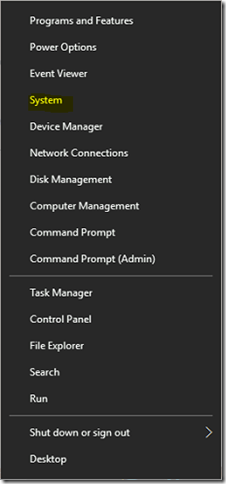 Programs and Features
Power Options
Event Viewer
System
Device Manager
Network Connections
Disk Management
Computer Management
Command Prompt
Command Prompt (Admin)
Task Manager
Control Panel
File Explorer
Search
Run
Shut down or sign out
Desktop